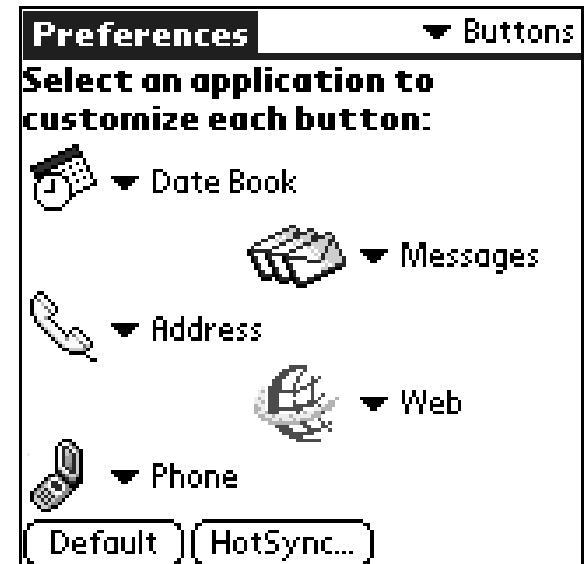 Preferences
Buttons
Select an application to
customize each button:
Date Book
Messages
Address
Web
Phone
Default HotSync...